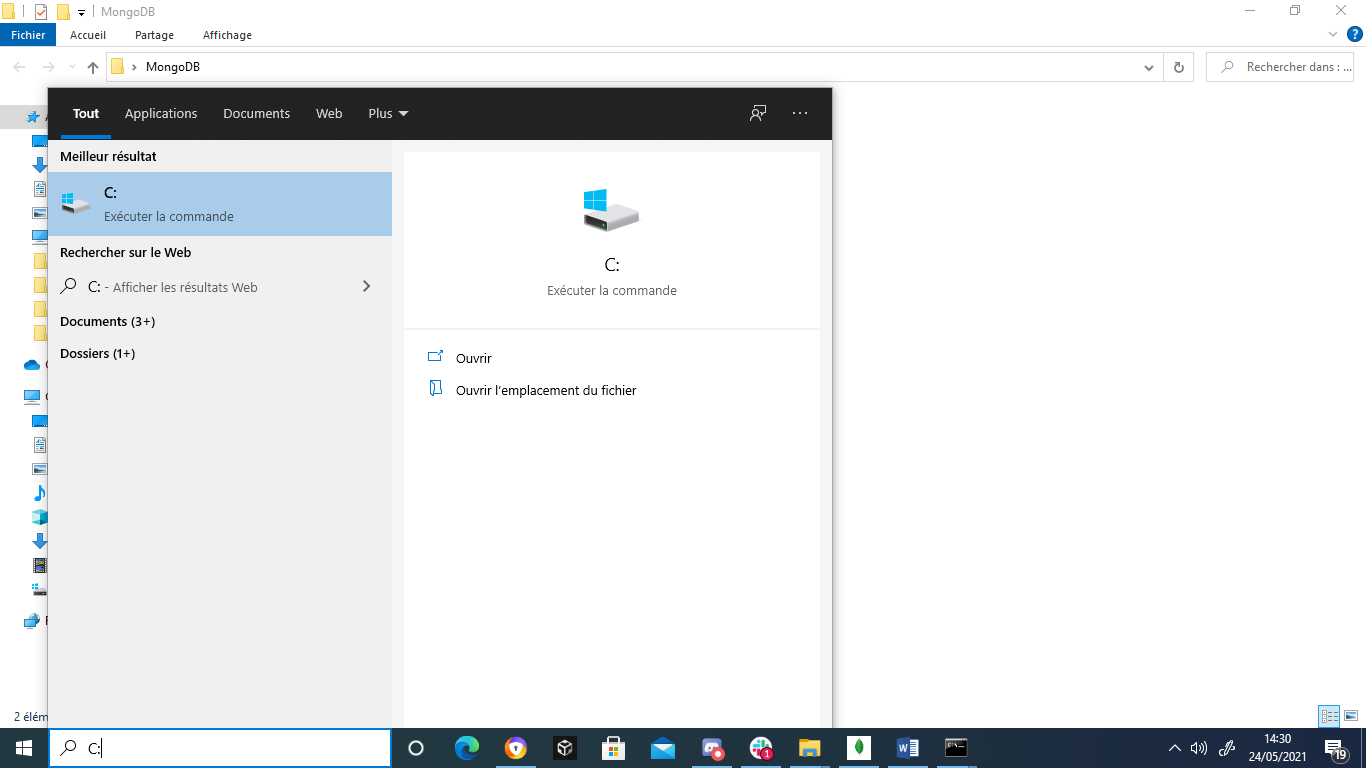 MongoDB
Fichier Accueil Partage Affichage
MongoDB
Rechercher dans : ...
Tout Applications Documents Web Plus
Meilleur résultat
C:
Exécuter la commande
Rechercher sur le Web
C: - Afficher les résultats Web
Documents (3+)
Dossiers (1+)
C:
Exécuter la commande
Ouvrir
Ouvrir l'emplacement du fichier
2 élém
C:
14:30
24/05/2021
19
1